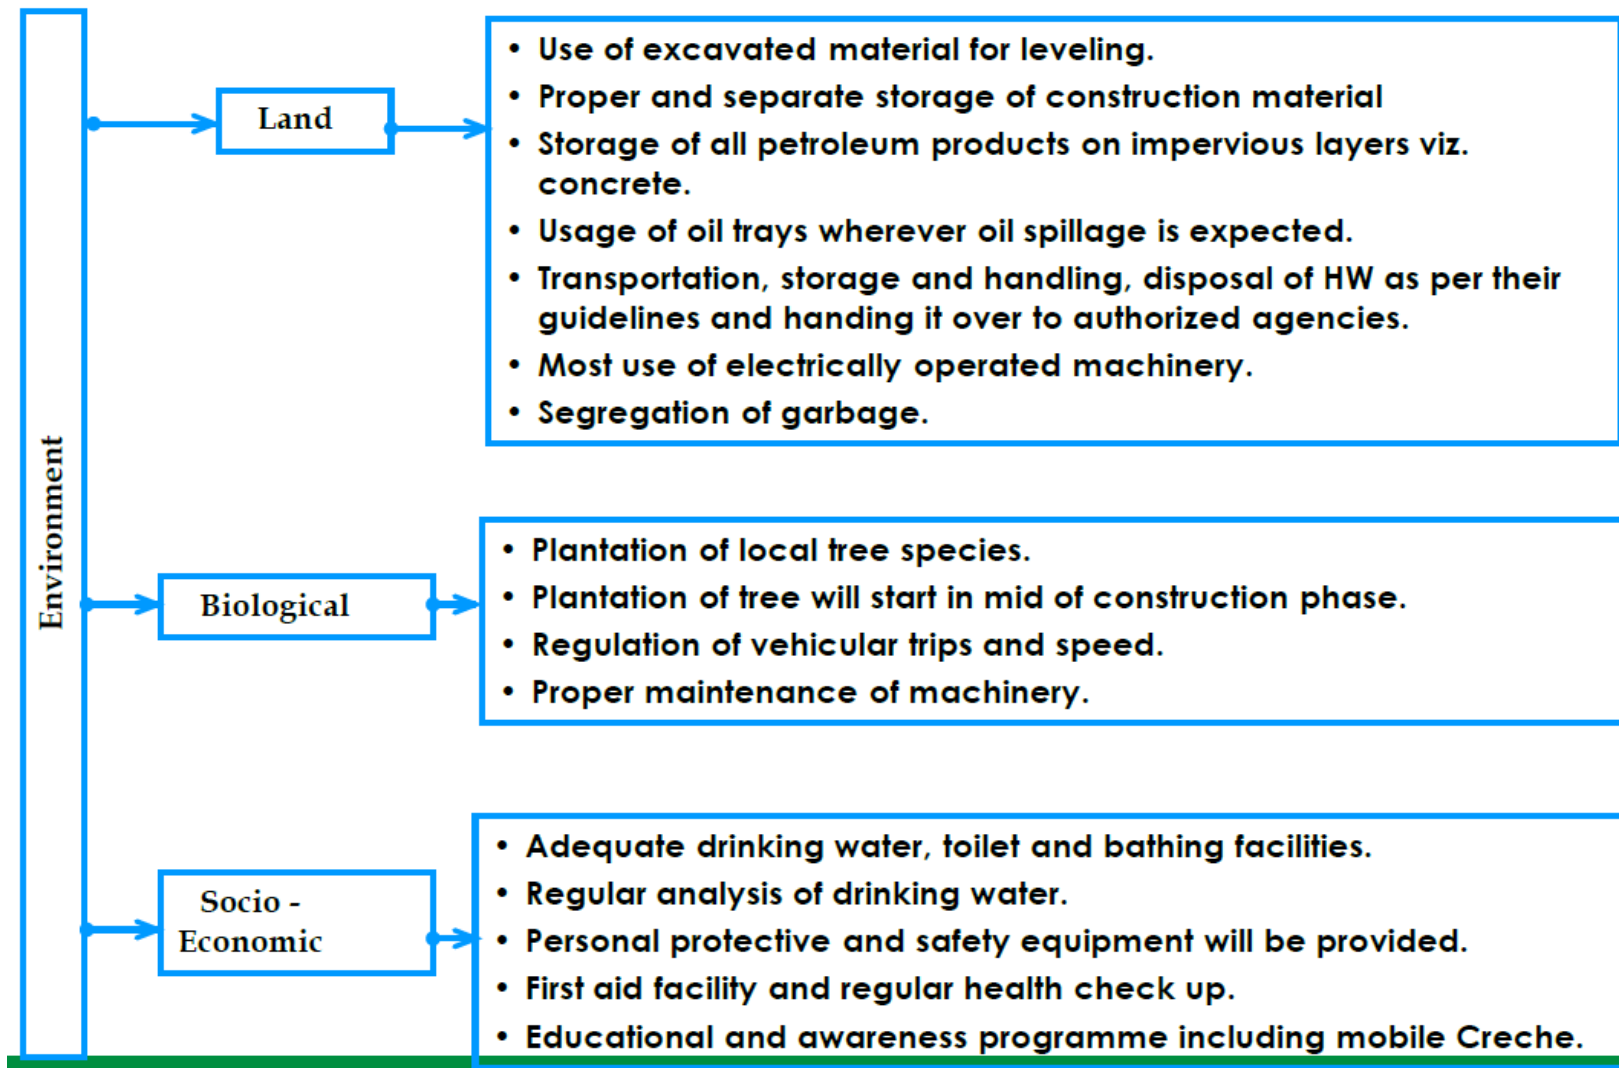 Environment
Land
• Use of excavated material for leveling.
• Proper and separate storage of construction material
• Storage of all petroleum products on impervious layers viz.
concrete.
• Usage of oil trays wherever oil spillage is expected.
• Transportation, storage and handling, disposal of HW as per their
guidelines and handing it over to authorized agencies.
• Most use of electrically operated machinery.
• Segregation of garbage.
Biological
• Plantation of local tree species.
• Plantation of tree will start in mid of construction phase.
• Regulation of vehicular trips and speed.
• Proper maintenance of machinery.
Socio -
Economic
• Adequate drinking water, toilet and bathing facilities.
• Regular analysis of drinking water.
• Personal protective and safety equipment will be provided.
• First aid facility and regular health check up.
• Educational and awareness programme including mobile Creche.